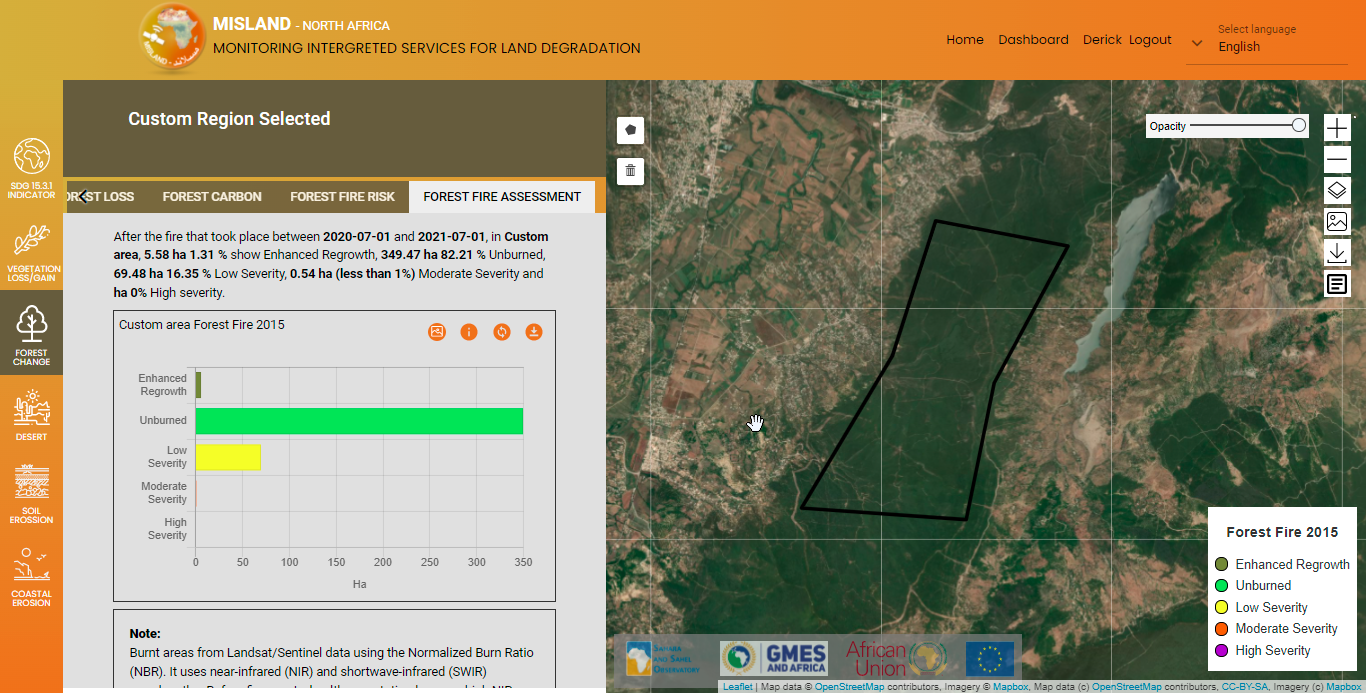 MISLAND - NORTH AFRICA
MONITORING INTERGRETED SERVICES FOR LAND DEGRADATION
Home Dashboard Derick Logout
Select language
English
SDG 15.3.1
INDICATOR
VEGETATION
LOSS/GAIN
FOREST
CHANGE
DESERT
SOIL
EROSSION
COASTAL
EROSION
Custom Region Selected
LOSS FOREST CARBON FOREST FIRE RISK FOREST FIRE ASSESSMENT
After the fire that took place between 2020-07-01 and 2021-07-01, in Custom
area, 5.58 ha 1.31 % show Enhanced Regrowth, 349.47 ha 82.21 % Unburned,
69.48 ha 16.35 % Low Severity, 0.54 ha (less than 1%) Moderate Severity and
ha 0% High severity.
Custom area Forest Fire 2015
Enhanced
Regrowth
Unburned
Low
Severity
Moderate
Severity
High
Severity
0 50 100 150 200 250 300 350
Ha
Note:
Burnt areas from Landsat/Sentinel data using the Normalized Burn Ratio
(NBR). It uses near-infrared (NIR) and shortwave-infrared (SWIR)
Opacity
Forest Fire 2015
Enhanced Regrowth
Unburned
Low Severity
Moderate Severity
High Severity
SAHARA
AND SAHEL
OBSERVATORY
GMES
AND AFRICA
African
Union
Leaflet | Map data © OpenStreetMap contributors, Imagery © Mapbox, Map data (c) OpenStreetMap contributors, CC-BY-SA, Imagery (c) Mapbox